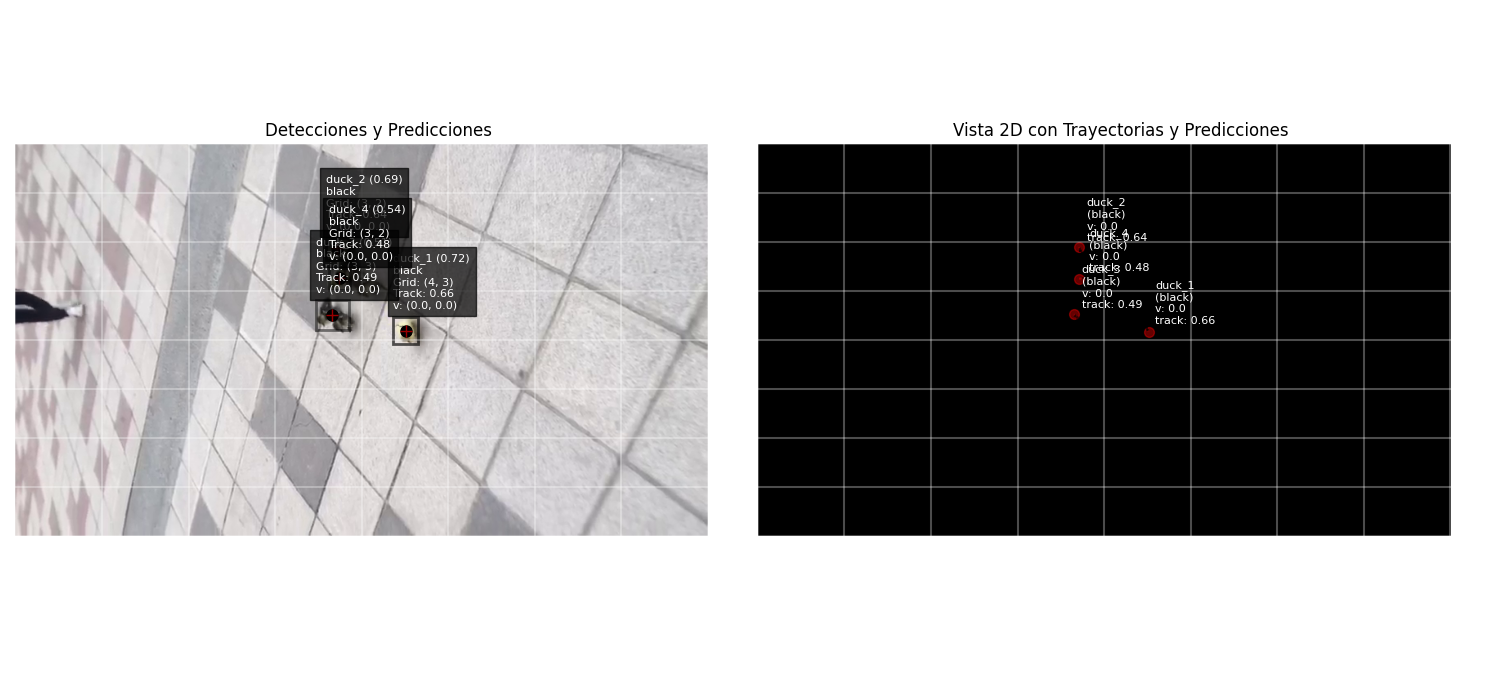 Detecciones y Predicciones
duck_2 (0.69)
black
Grid: (3, 2)
duck_4 (0.54)
black
Grid: (3, 2)
Track: 0.48
v: (0.0, 0.0)
Grid: (3, 3)
Track: 0.49
v: (0.0, 0.0)
duck_1 (0.72)
black
Grid: (4, 3)
Track: 0.66
v: (0.0, 0.0)
Vista 2D con Trayectorias y Predicciones
duck_2
(black)
v: 0.0
track: 0.64
duck_4
(black)
v: 0.0
track: 0.48
duck_3
(black)
v: 0.0
track: 0.49
duck_1
(black)
v: 0.0
track: 0.66